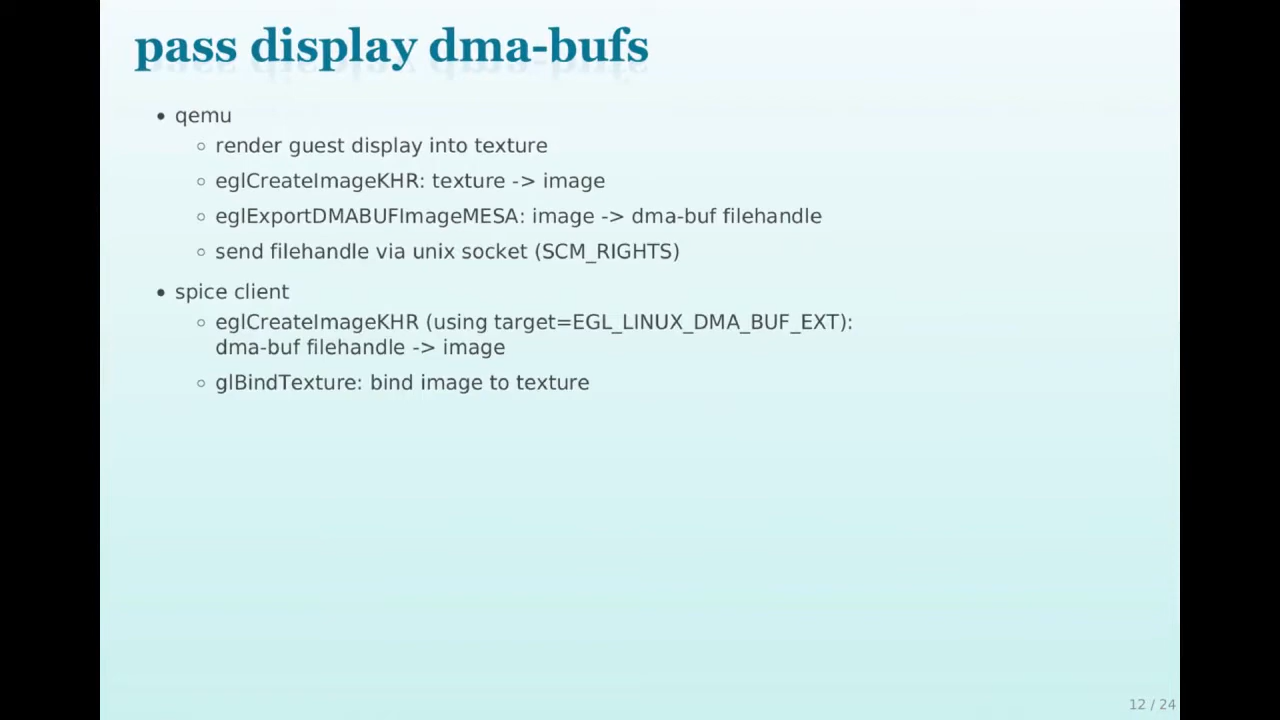 pass display dma-bufs
• qemu
◦ render guest display into texture
◦ eglCreateImageKHR: texture -> image
◦ eglExportDMABUFImageMESA: image -> dma-buf filehandle
◦ send filehandle via unix socket (SCM_RIGHTS)
• spice client
◦ eglCreateImageKHR (using target=EGL_LINUX_DMA_BUF_EXT):
dma-buf filehandle -> image
◦ glBindTexture: bind image to texture
12 / 24